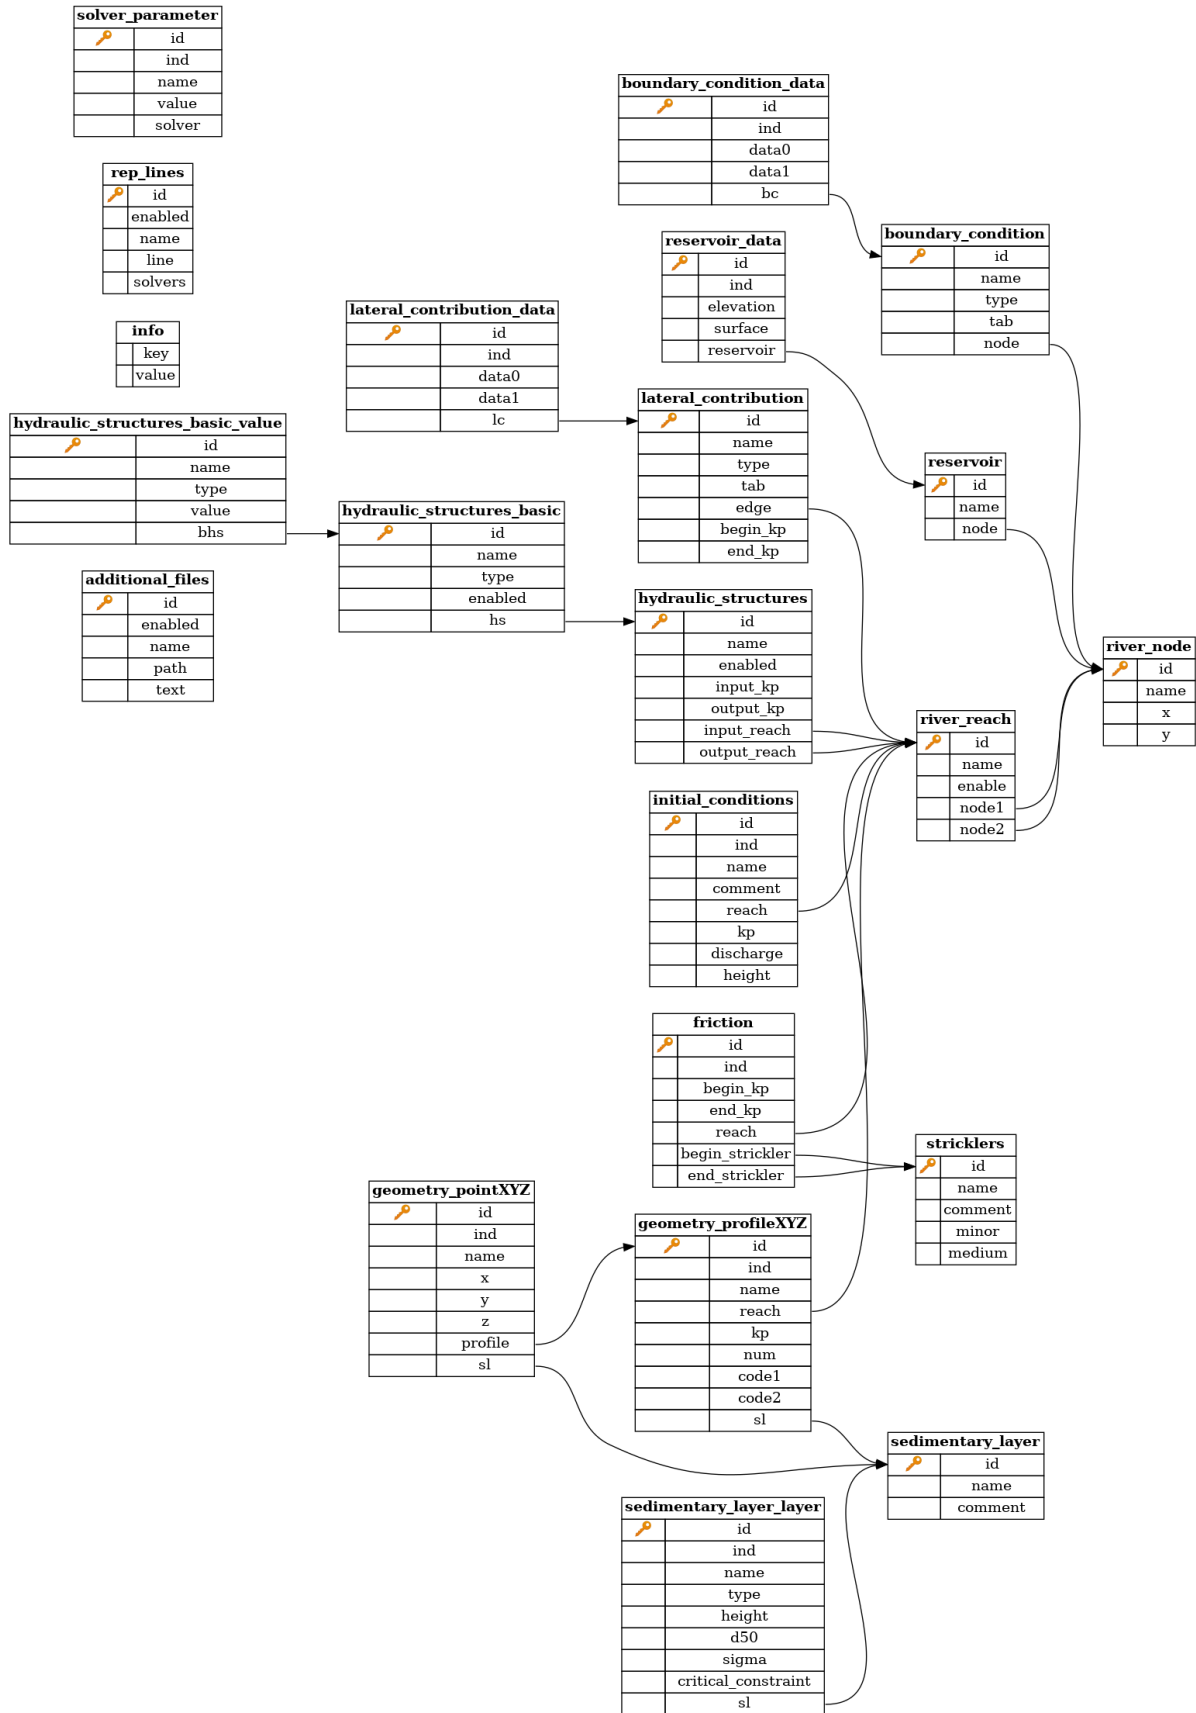 solver_parameter
id
ind
name
value
solver
rep_lines
id
enabled
name
line
solvers
info
key
value
hydraulic_structures_basic_value
id
name
type
value
bhs
additional_files
id
enabled
name
path
text
lateral_contribution_data
id
ind
data0
data1
lc
hydraulic_structures_basic
id
name
type
enabled
hs
geometry_pointXYZ
id
ind
name
x
y
z
profile
sl
boundary_condition_data
id
ind
data0
data1
bc
reservoir_data
id
ind
elevation
surface
reservoir
lateral_contribution
id
name
type
tab
edge
begin_kp
end_kp
hydraulic_structures
id
name
enabled
input_kp
output_kp
input_reach
output_reach
initial_conditions
id
ind
name
comment
reach
kp
discharge
height
friction
id
ind
begin_kp
end_kp
reach
begin_strickler
end_strickler
geometry_profileXYZ
id
ind
name
reach
kp
num
code1
code2
sl
sedimentary_layer_layer
id
ind
name
type
height
d50
sigma
critical_constraint
sl
boundary_condition
id
name
type
tab
node
reservoir
id
name
node
river_reach
id
name
enable
node1
node2
stricklers
id
name
comment
minor
medium
sedimentary_layer
id
name
comment
river_node
id
name
x
y